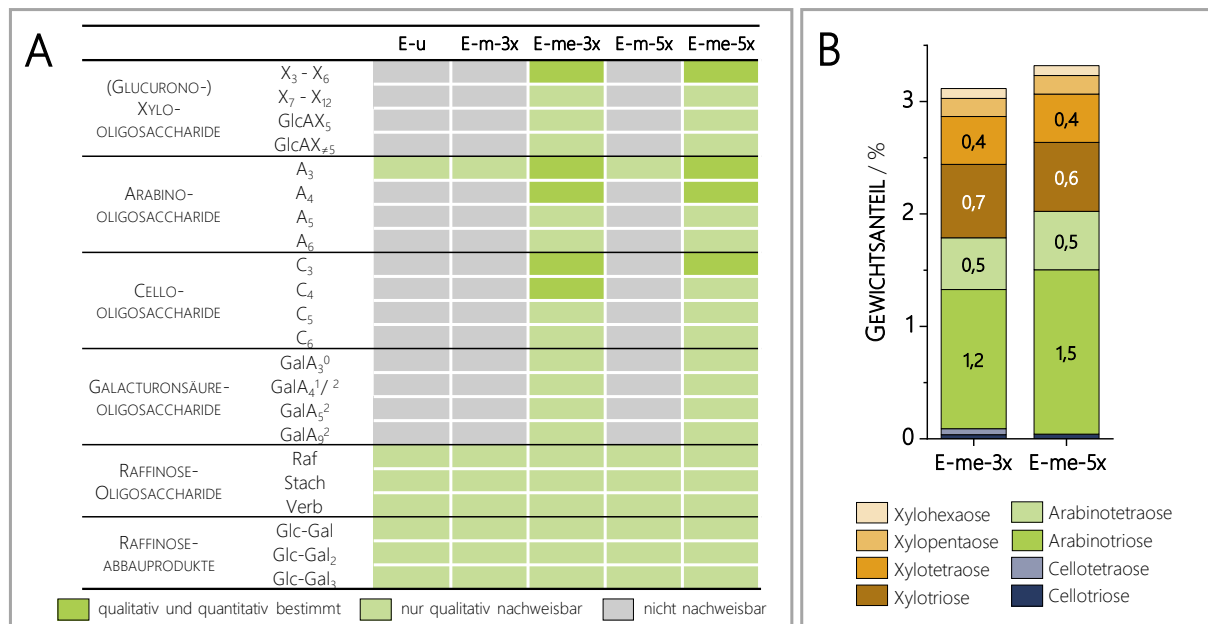 A
E-u E-m-3x E-me-3x E-m-5x E-me-5x
(GLUCURONO-)
XYLO-
OLIGOSACCHARIDE
X₃ - X₆
X₇ - X₁₂
GlcAX₅
GlcAX≠₅
ARABINO-
OLIGOSACCHARIDE
A₃
A₄
A₅
A₆
CELLO-
OLIGOSACCHARIDE
C₃
C₄
C₅
C₆
GALACTURONSÄURE-
OLIGOSACCHARIDE
GalA₃⁰
GalA₄¹/ ²
GalA₅²
GalA₉²
RAFFINOSE-
OLIGOSACCHARIDE
Raf
Stach
Verb
RAFFINOSE-
ABBAUPRODUKTE
Glc-Gal
Glc-Gal₂
Glc-Gal₃
qualitativ und quantitativ bestimmt nur qualitativ nachweisbar nicht nachweisbar
B
GEWICHTSANTEIL / %
3
2
1
0
0,4
0,7
0,5
1,2
0,4
0,6
0,5
1,5
E-me-3x E-me-5x
Xylohexaose Arabinotetraose
Xylopentaose Arabinotriose
Xylotetraose Cellotetraose
Xylotriose Cellotriose